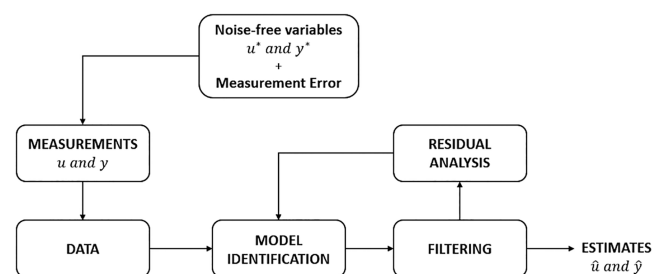 Noise-free variables
u* and y*
+
Measurement Error
MEASUREMENTS
u and y
RESIDUAL
ANALYSIS
DATA
MODEL
IDENTIFICATION
FILTERING
ESTIMATES
û and ŷ